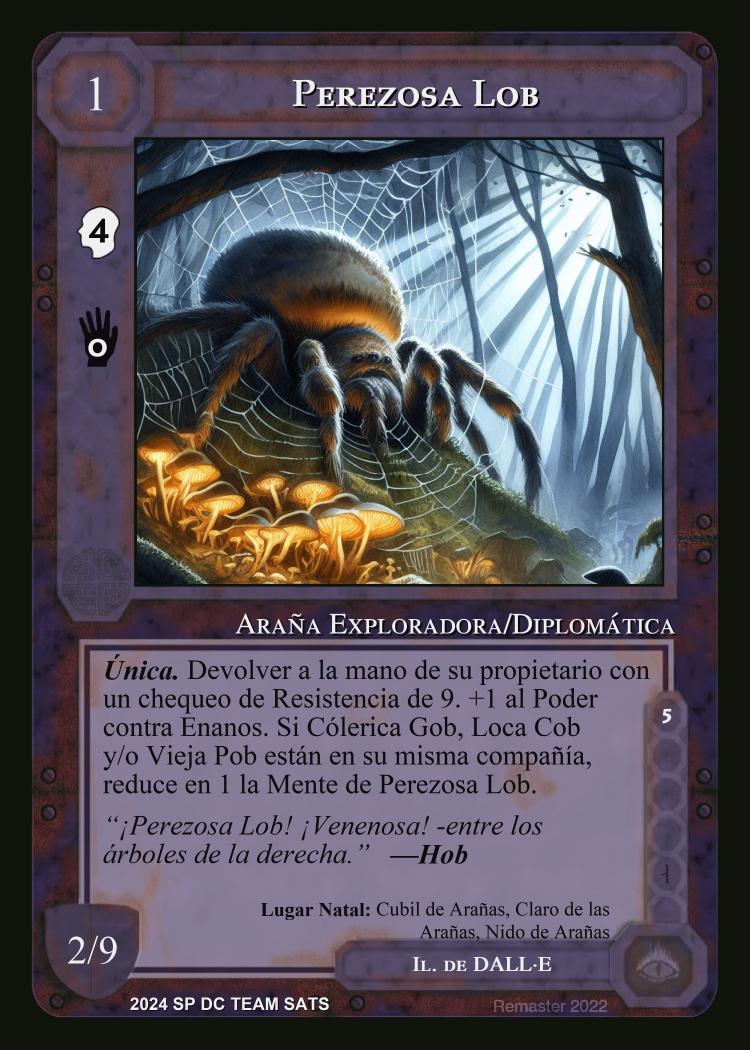 1
Perezosa Lob
4
0
Araña Exploradora/Diplomática
Única. Devolver a la mano de su propietario con
un chequeo de Resistencia de 9. +1 al Poder
contra Enanos. Si Cólerica Gob, Loca Cob
y/o Vieja Pob están en su misma compañía,
reduce en 1 la Mente de Perezosa Lob.
5
“¡Perezosa Lob! ¡Venenosa! -entre los
árboles de la derecha.” —Hob
Lugar Natal: Cubil de Arañas, Claro de las
Arañas, Nido de Arañas
2/9
Il. de DALL·E
2024 SP DC TEAM SATS
Remaster 2022